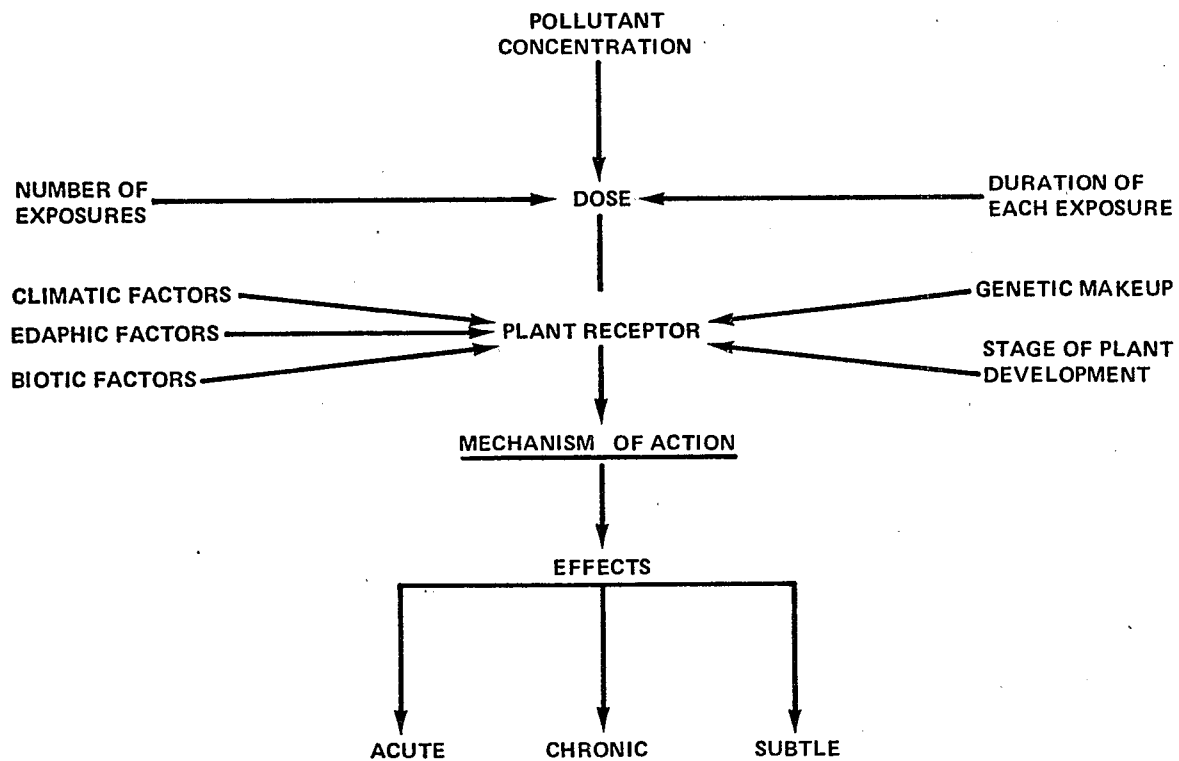 POLLUTANT
CONCENTRATION
NUMBER OF
EXPOSURES
DOSE
DURATION OF
EACH EXPOSURE
CLIMATIC FACTORS
EDAPHIC FACTORS
BIOTIC FACTORS
PLANT RECEPTOR
GENETIC MAKEUP
STAGE OF PLANT
DEVELOPMENT
MECHANISM OF ACTION
EFFECTS
ACUTE
CHRONIC
SUBTLE